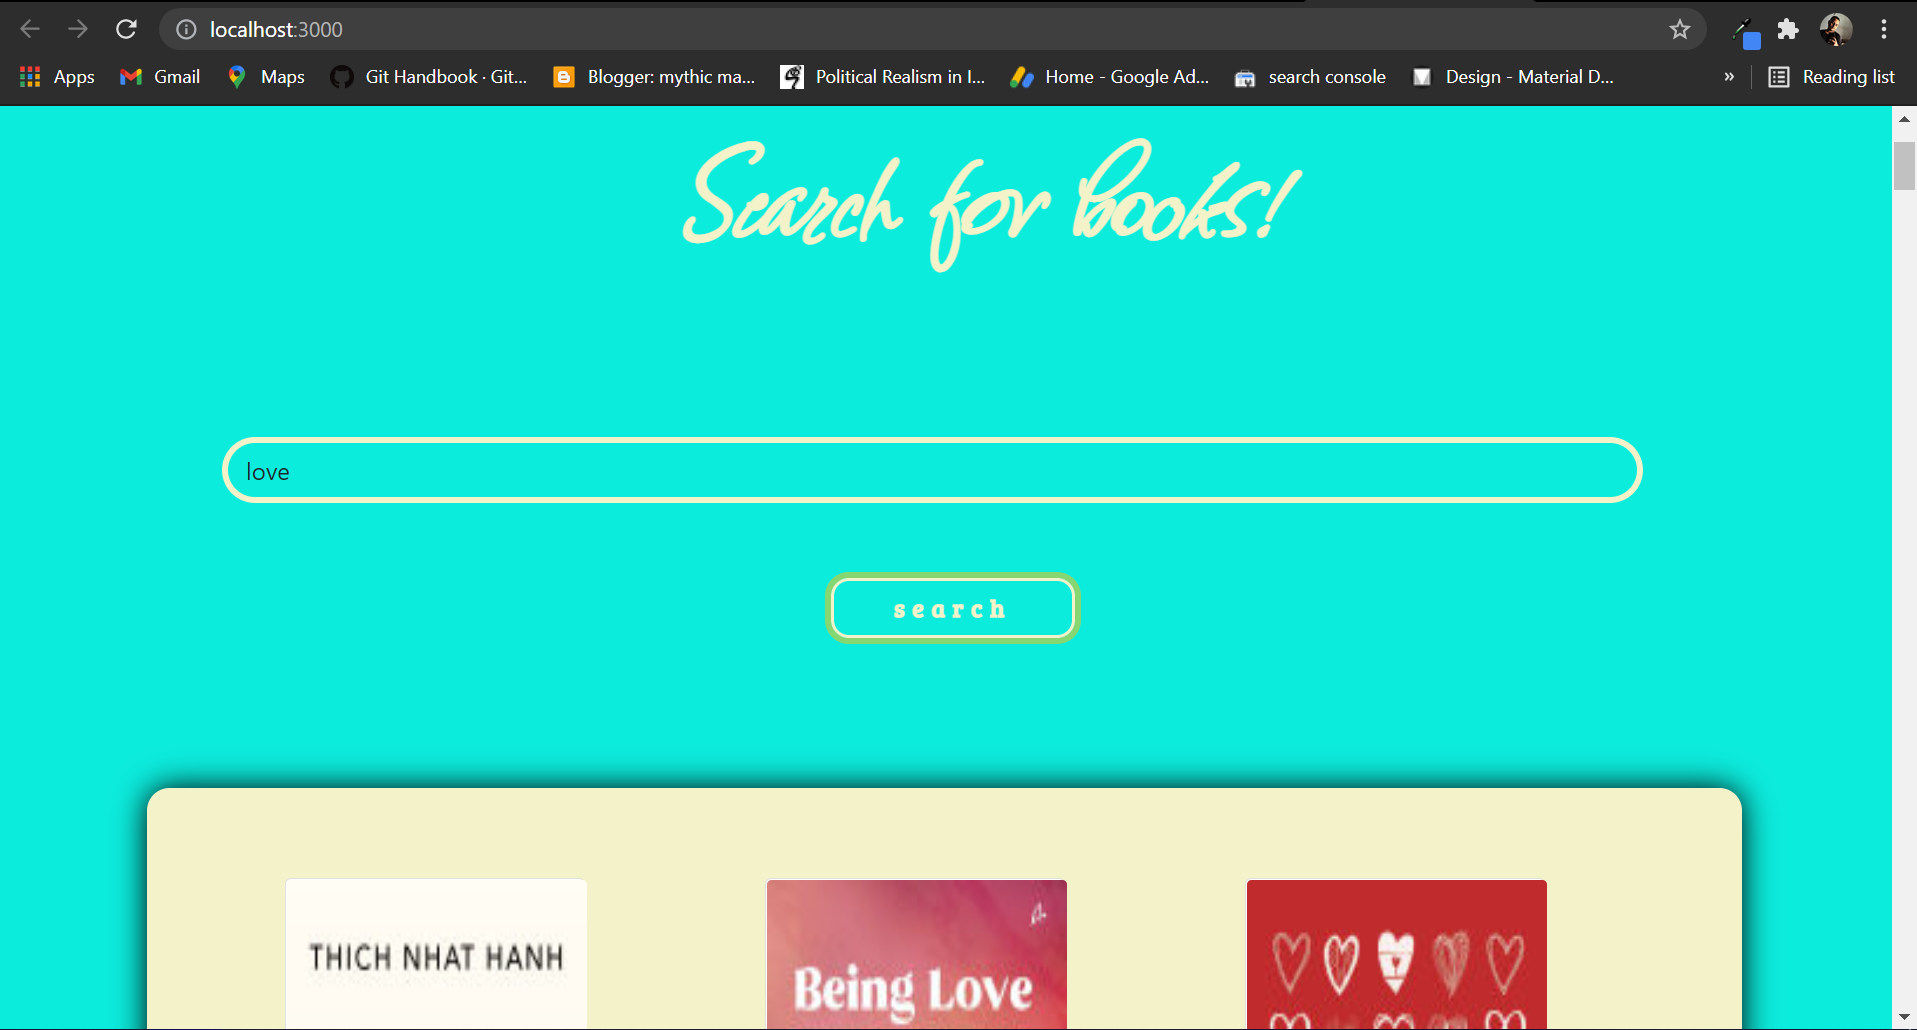 localhost:3000
Apps Gmail Maps Git Handbook · Git... Blogger: mythic ma... Political Realism in I... Home - Google Ad... search console Design - Material D... » Reading list
Search for books!
love
search
THICH NHAT HANH
Being Love